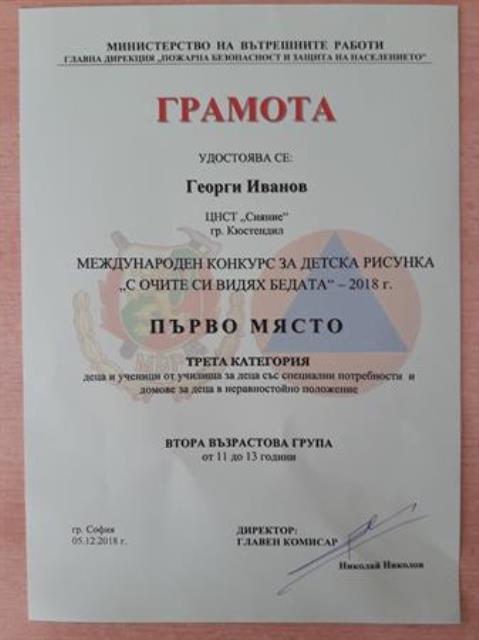 МИНИСТЕРСТВО НА ВЪТРЕШНИТЕ РАБОТИ
ГЛАВНА ДИРЕКЦИЯ „ПОЖАРНА БЕЗОПАСНОСТ И ЗАЩИТА НА НАСЕЛЕНИЕТО"
ГРАМОТА
УДОСТОЯВА СЕ:
Георги Иванов
ЦНСТ „Сияние"
гр. Кюстендил
МЕЖДУНАРОДЕН КОНКУРС ЗА ДЕТСКА РИСУНКА
„С ОЧИТЕ СИ ВИДЯХ БЕДАТА" – 2018 г.
ПЪРВО МЯСТО
ТРЕТА КАТЕГОРИЯ
деца и ученици от училища за деца със специални потребности и
домове за деца в неравностойно положение
ВТОРА ВЪЗРАСТОВА ГРУПА
от 11 до 13 години
гр. София
05.12.2018 г.
ДИРЕКТОР:
ГЛАВЕН КОМИСАР
Николай Николов